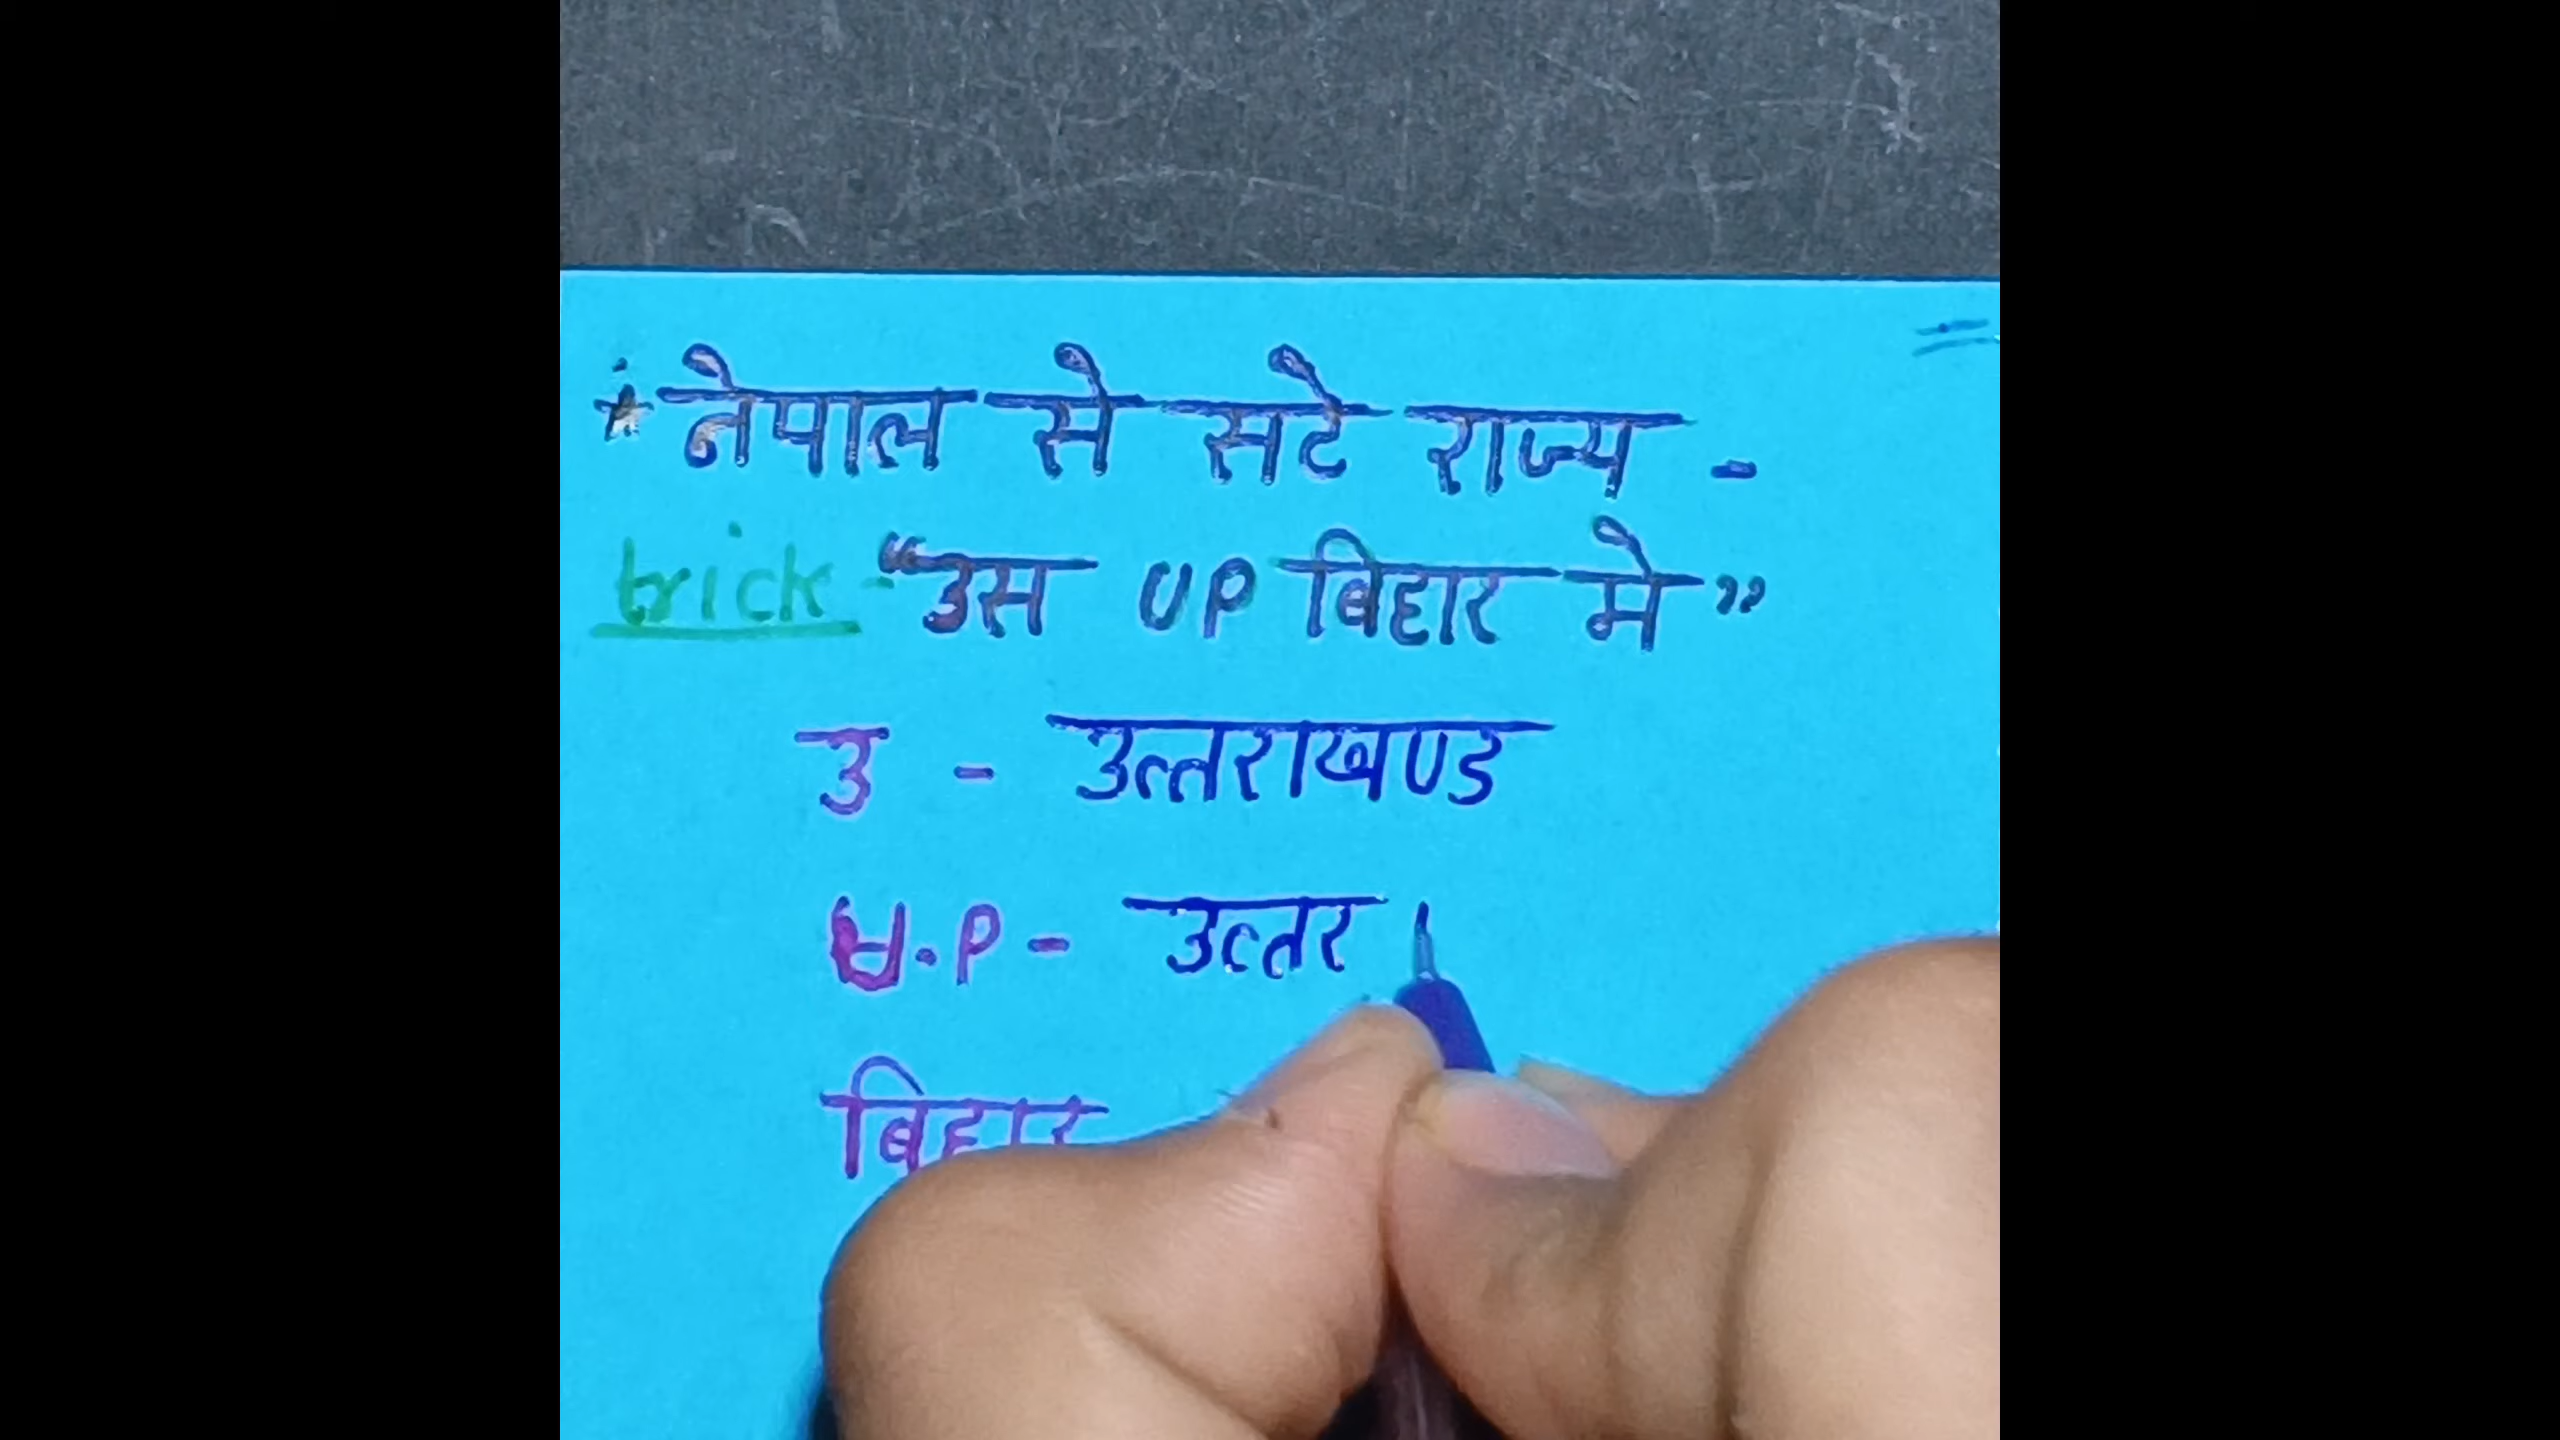 * नेपाल से सटे राज्य -
trick - “उस UP बिहार मे”
उ - उत्तराखण्ड
U.P - उत्तर
बिहार